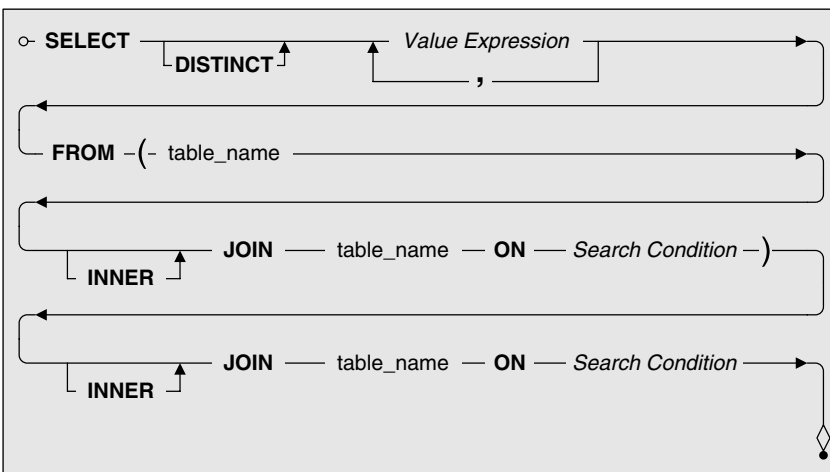 SELECT Value Expression
DISTINCT ,
FROM ( table_name
JOIN table_name ON Search Condition )
INNER
JOIN table_name ON Search Condition
INNER